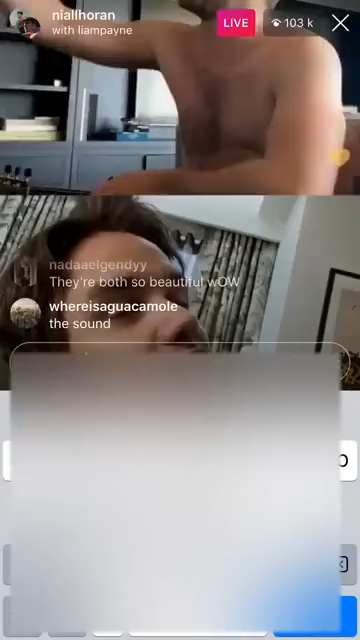 niallhoran
with liampayne
LIVE
103 k
nadaaelgendyy
They're both so beautiful wOW
whereisaguacamole
the sound